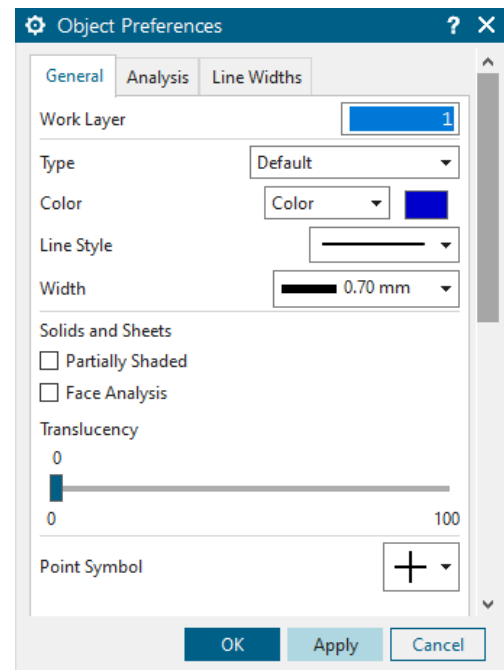 Object Preferences ?
General Analysis Line Widths
Work Layer 1
Type Default
Color Color
Line Style
Width 0.70 mm
Solids and Sheets
Partially Shaded
Face Analysis
Translucency
0
0 100
Point Symbol
OK Apply Cancel